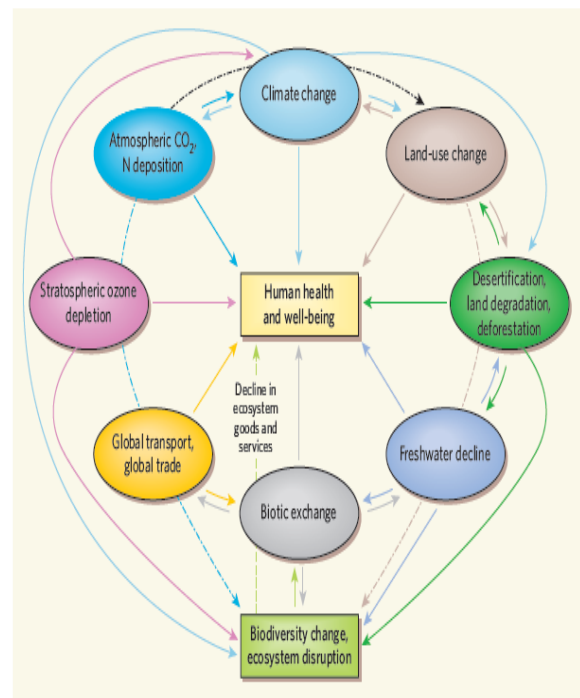 Climate change
Atmospheric CO₂,
N deposition
Land-use change
Stratospheric ozone
depletion
Human health
and well-being
Desertification,
land degradation,
deforestation
Decline in
ecosystem
goods and
services
Global transport,
global trade
Freshwater decline
Biotic exchange
Biodiversity change,
ecosystem disruption